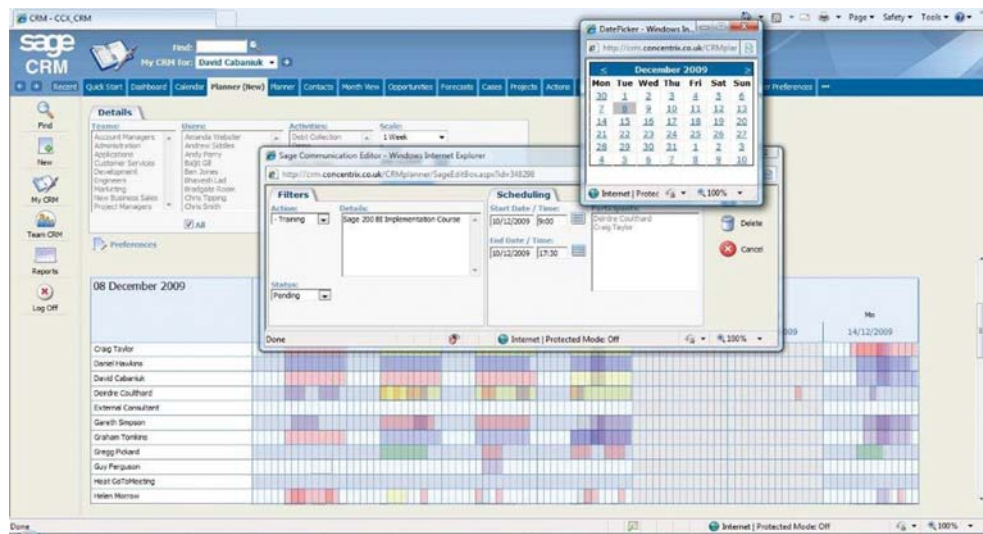 CRM - CCX_CRM
Page Safety Tools
sage
CRM
Find:
My CRM for: David Cabaniuk
Recent
Quick Start Dashboard Calendar Planner (New) Planner Contacts Month View Opportunities Forecasts Cases Projects Actions
er Preferences
Find
New
My CRM
Team CRM
Reports
Log Off
Details
Teams:
Account Managers
Administration
Applications
Customer Services
Development
Engineers
Marketing
New Business Sales
Project Managers
Users:
Amanda Webster
Andrew Siddles
Andy Perry
Baljit Gill
Ben Jones
Bhavesh Lad
Bradgate Room
Chris Tipping
Chris Smith
All
Activities:
Debt Collection
Scale:
1 Week
Preferences
DatePicker - Windows In...
http://crm.concentrix.co.uk/CRMplar
< December 2009 >
Mon Tue Wed Thu Fri Sat Sun
30 1 2 3 4 5 6
7 8 9 10 11 12 13
14 15 16 17 18 19 20
21 22 23 24 25 26 27
28 29 30 31 1 2 3
4 5 6 7 8 9 10
Internet | Protec 100%
Sage Communication Editor - Windows Internet Explorer
http://crm.concentrix.co.uk/CRMplanner/SageEditBox.aspx?id=348298
Filters
Action:
- Training
Details:
Sage 200 BI Implementation Course
Status:
Pending
Scheduling
Start Date / Time:
10/12/2009 9:00
End Date / Time:
10/12/2009 17:30
Participants:
Deirdre Coulthard
Craig Taylor
Delete
Cancel
Done
Internet | Protected Mode: Off 100%
08 December 2009
Mo
009
14/12/2009
Craig Taylor
Daniel Hawkins
David Cabaniuk
Deirdre Coulthard
External Consultant
Gareth Simpson
Graham Tomkins
Gregg Pickard
Guy Ferguson
Heat GoToMeeting
Helen Morrow
Done
Internet | Protected Mode: Off 100%